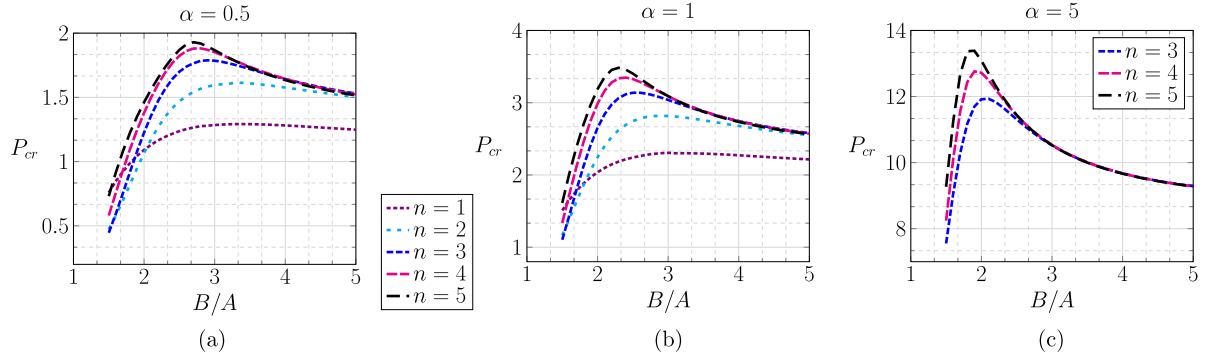 α = 0.5
2
1.5
1
0.5
P_cr
1 2 3 4 5
B/A
(a)
n = 1
n = 2
n = 3
n = 4
n = 5
α = 1
4
3
2
1
P_cr
1 2 3 4 5
B/A
(b)
α = 5
14
12
10
8
P_cr
1 2 3 4 5
B/A
n = 3
n = 4
n = 5
(c)